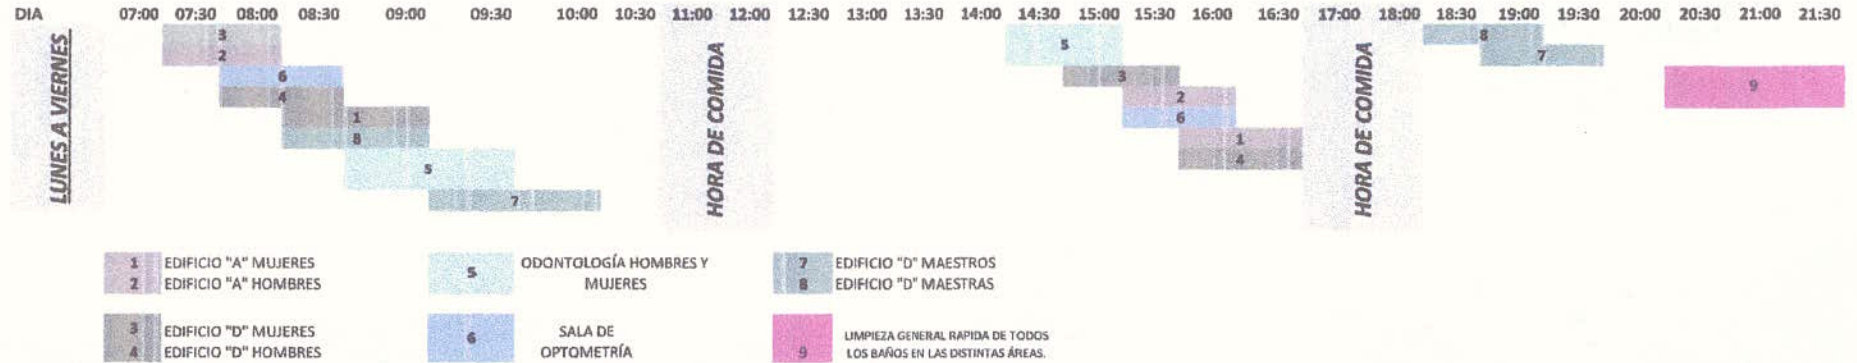 DIA 07:00 07:30 08:00 08:30 09:00 09:30 10:00 10:30 11:00 12:00 12:30 13:00 13:30 14:00 14:30 15:00 15:30 16:00 16:30 17:00 18:00 18:30 19:00 19:30 20:00 20:30 21:00 21:30
LUNES A VIERNES
3
2
6
4
1
8
5
7
HORA DE COMIDA
5
3
2
6
1
4
HORA DE COMIDA
8
7
9
1 EDIFICIO "A" MUJERES
2 EDIFICIO "A" HOMBRES
3 EDIFICIO "D" MUJERES
4 EDIFICIO "D" HOMBRES
5 ODONTOLOGÍA HOMBRES Y
MUJERES
6 SALA DE
OPTOMETRÍA
7 EDIFICIO "D" MAESTROS
8 EDIFICIO "D" MAESTRAS
9 LIMPIEZA GENERAL RAPIDA DE TODOS
LOS BAÑOS EN LAS DISTINTAS ÁREAS.